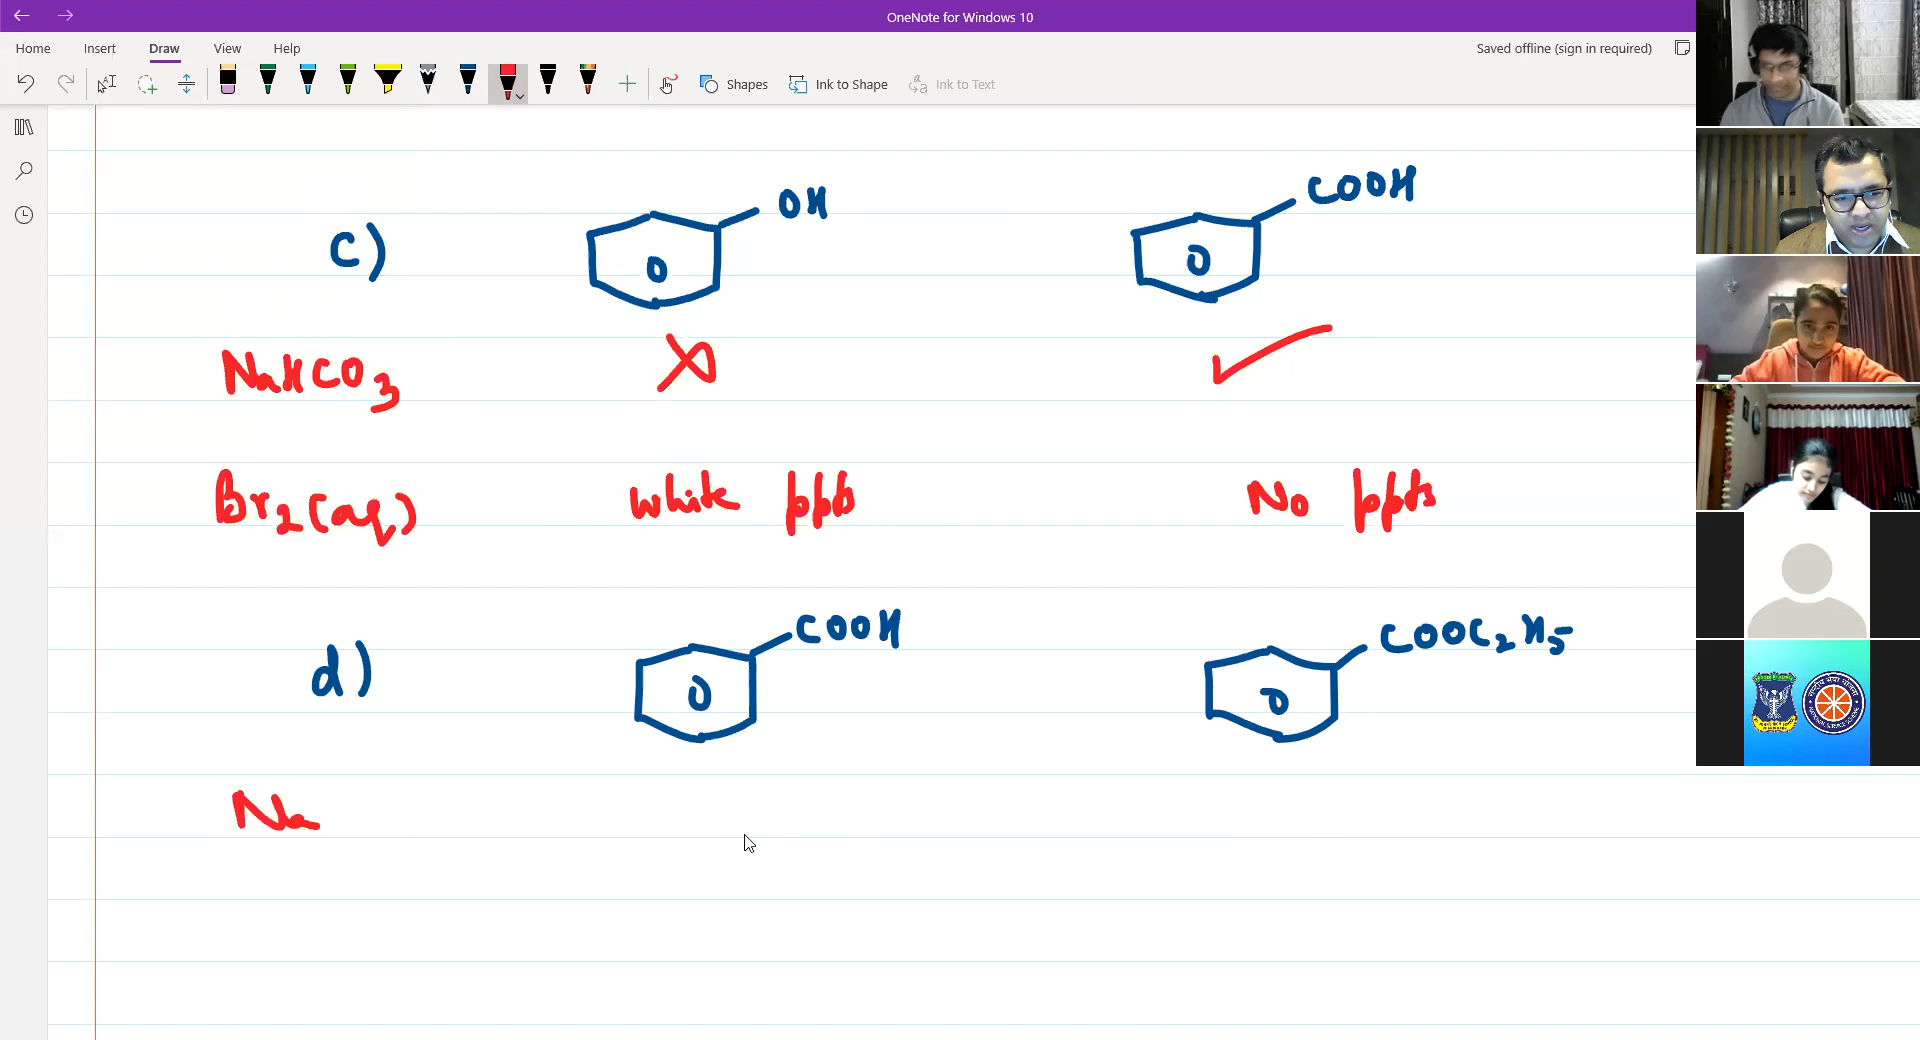 OneNote for Windows 10
Home Insert Draw View Help Saved offline (sign in required)
Shapes Ink to Shape Ink to Text
c) OH COOH
NaHCO3
Br2(aq) white ppts No ppts
d) COOH COOC2H5
Na